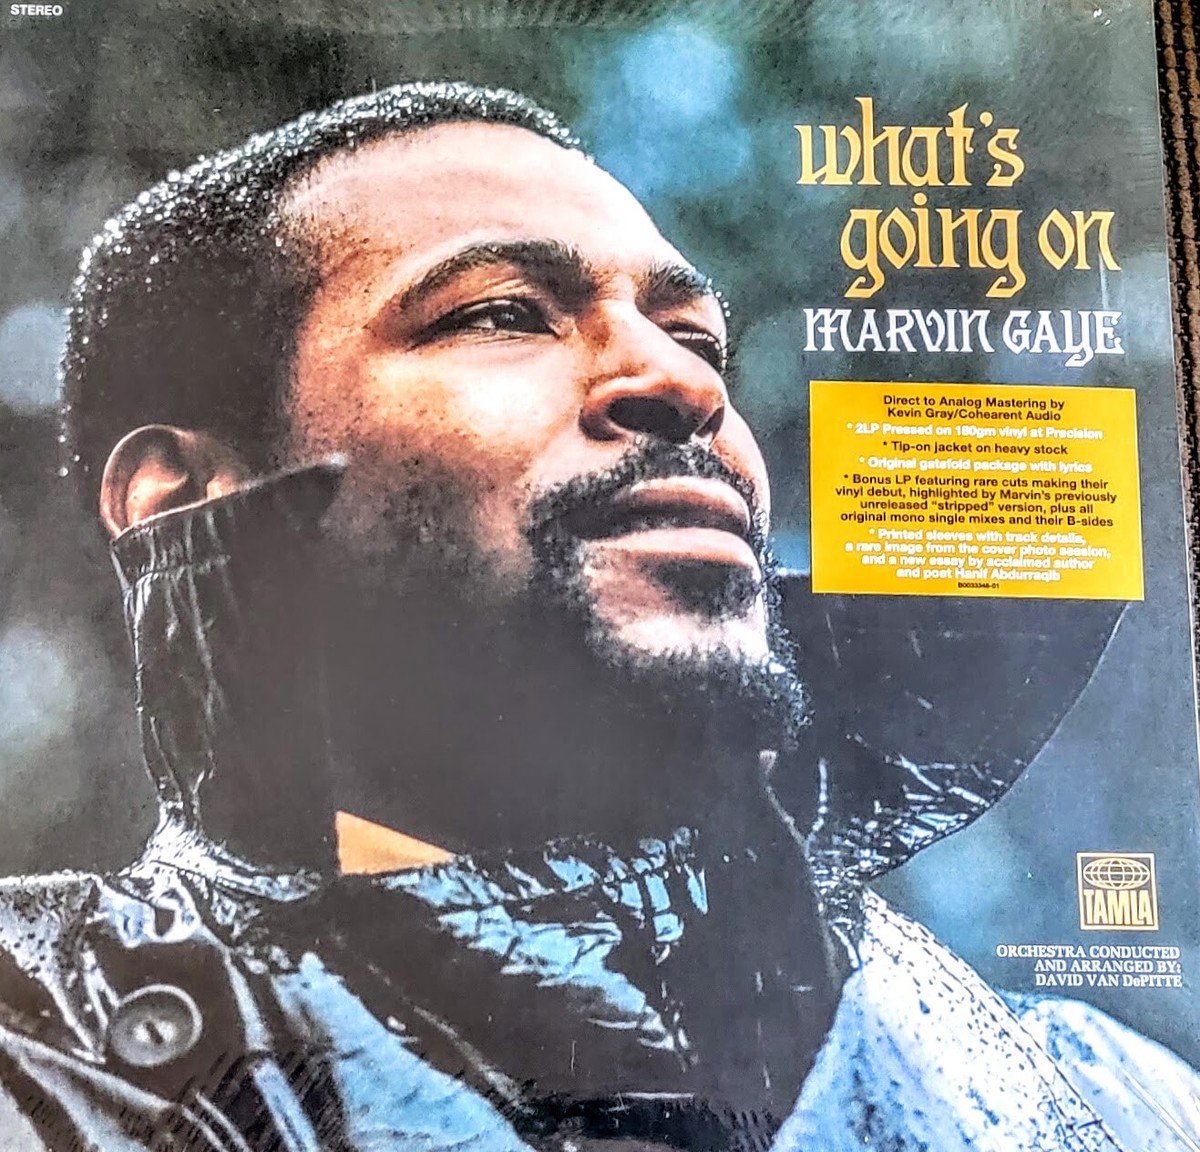 STEREO
what's
going on
MARVIN GAYE
Direct to Analog Mastering by
Kevin Gray/Cohearent Audio
* 2LP Pressed on 180gm vinyl at Precision
* Tip-on jacket on heavy stock
* Original gatefold package with lyrics
* Bonus LP featuring rare cuts making their
vinyl debut, highlighted by Marvin's previously
unreleased "stripped" version, plus all
original mono single mixes and their B-sides
* Printed sleeves with track details,
a rare image from the cover photo session,
and a new essay by acclaimed author
and poet Hanif Abdurraqib
B0033348-01
TAMLA
ORCHESTRA CONDUCTED
AND ARRANGED BY:
DAVID VAN DePITTE